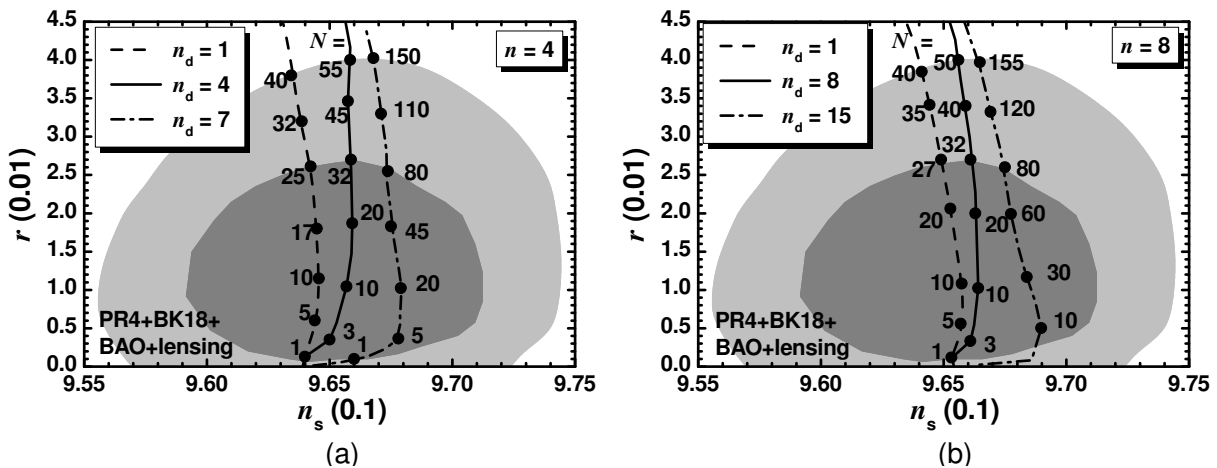 4.5
4.0
3.5
3.0
2.5
2.0
1.5
1.0
0.5
0.0
r (0.01)
n_d = 1
n_d = 4
n_d = 7
N =
n = 4
40
55
150
32
45
110
25
32
80
17
20
45
10
10
20
5
3
5
1
1
PR4+BK18+
BAO+lensing
9.55 9.60 9.65 9.70 9.75
n_s (0.1)
(a)
4.5
4.0
3.5
3.0
2.5
2.0
1.5
1.0
0.5
0.0
r (0.01)
n_d = 1
n_d = 8
n_d = 15
N =
n = 8
40
50
155
35
40
120
27
32
80
20
20
60
10
10
30
5
3
10
1
PR4+BK18+
BAO+lensing
9.55 9.60 9.65 9.70 9.75
n_s (0.1)
(b)